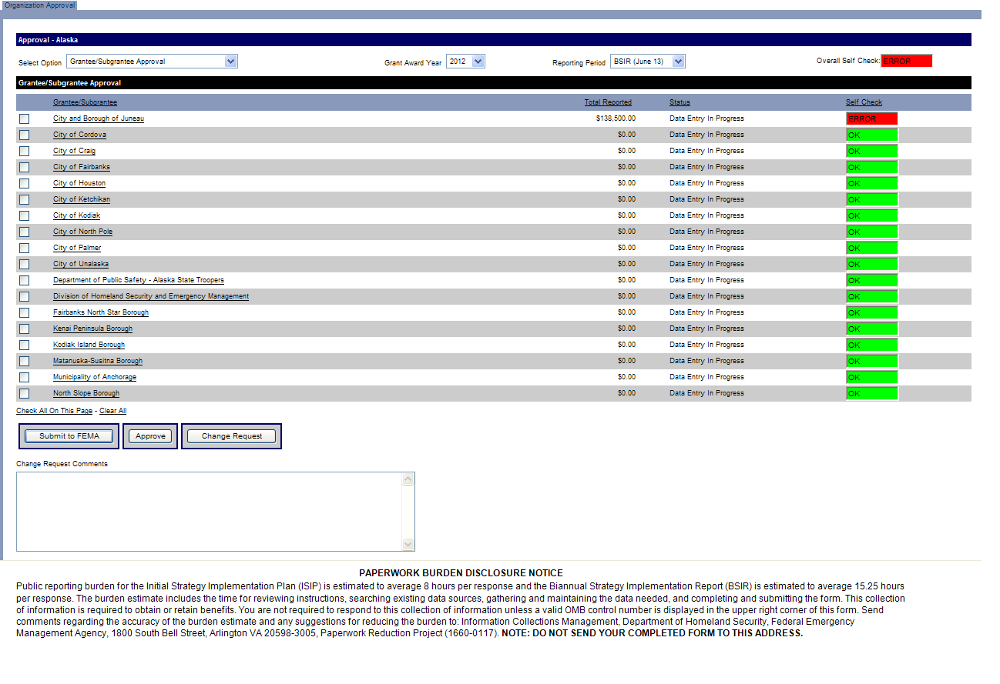 Organization Approval
Approval - Alaska
Select Option Grantee/Subgrantee Approval Grant Award Year 2012 Reporting Period BSIR (June 13) Overall Self Check: ERROR
Grantee/Subgrantee Approval
Grantee/Subgrantee Total Reported Status Self Check
City and Borough of Juneau $138,500.00 Data Entry In Progress ERROR
City of Cordova $0.00 Data Entry In Progress OK
City of Craig $0.00 Data Entry In Progress OK
City of Fairbanks $0.00 Data Entry In Progress OK
City of Houston $0.00 Data Entry In Progress OK
City of Ketchikan $0.00 Data Entry In Progress OK
City of Kodiak $0.00 Data Entry In Progress OK
City of North Pole $0.00 Data Entry In Progress OK
City of Palmer $0.00 Data Entry In Progress OK
City of Unalaska $0.00 Data Entry In Progress OK
Department of Public Safety - Alaska State Troopers $0.00 Data Entry In Progress OK
Division of Homeland Security and Emergency Management $0.00 Data Entry In Progress OK
Fairbanks North Star Borough $0.00 Data Entry In Progress OK
Kenai Peninsula Borough $0.00 Data Entry In Progress OK
Kodiak Island Borough $0.00 Data Entry In Progress OK
Matanuska-Susitna Borough $0.00 Data Entry In Progress OK
Municipality of Anchorage $0.00 Data Entry In Progress OK
North Slope Borough $0.00 Data Entry In Progress OK
Check All On This Page - Clear All
Submit to FEMA Approve Change Request
Change Request Comments
PAPERWORK BURDEN DISCLOSURE NOTICE
Public reporting burden for the Initial Strategy Implementation Plan (ISIP) is estimated to average 8 hours per response and the Biannual Strategy Implementation Report (BSIR) is estimated to average 15.25 hours
per response. The burden estimate includes the time for reviewing instructions, searching existing data sources, gathering and maintaining the data needed, and completing and submitting the form. This collection
of information is required to obtain or retain benefits. You are not required to respond to this collection of information unless a valid OMB control number is displayed in the upper right corner of this form. Send
comments regarding the accuracy of the burden estimate and any suggestions for reducing the burden to: Information Collections Management, Department of Homeland Security, Federal Emergency
Management Agency, 1800 South Bell Street, Arlington VA 20598-3005, Paperwork Reduction Project (1660-0117). NOTE: DO NOT SEND YOUR COMPLETED FORM TO THIS ADDRESS.